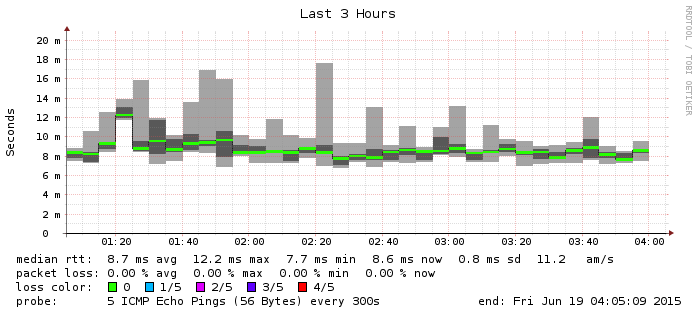 Last 3 Hours
RRDTOOL / TOBI OETIKER
Seconds
20 m
18 m
16 m
14 m
12 m
10 m
8 m
6 m
4 m
2 m
0
01:20 01:40 02:00 02:20 02:40 03:00 03:20 03:40 04:00
median rtt: 8.7 ms avg 12.2 ms max 7.7 ms min 8.6 ms now 0.8 ms sd 11.2 am/s
packet loss: 0.00 % avg 0.00 % max 0.00 % min 0.00 % now
loss color: 0 1/5 2/5 3/5 4/5
probe: 5 ICMP Echo Pings (56 Bytes) every 300s end: Fri Jun 19 04:05:09 2015